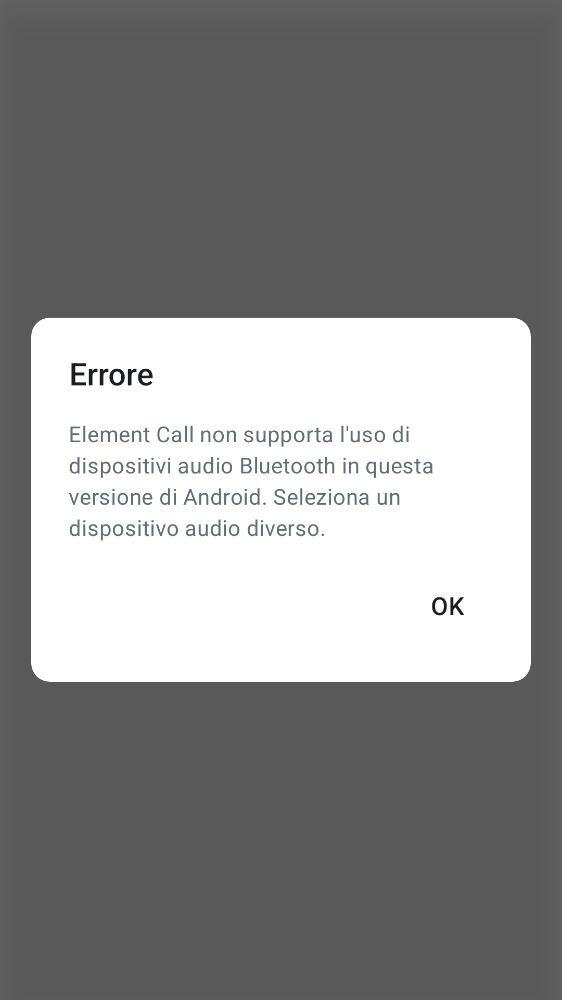 Errore
Element Call non supporta l'uso di
dispositivi audio Bluetooth in questa
versione di Android. Seleziona un
dispositivo audio diverso.
OK